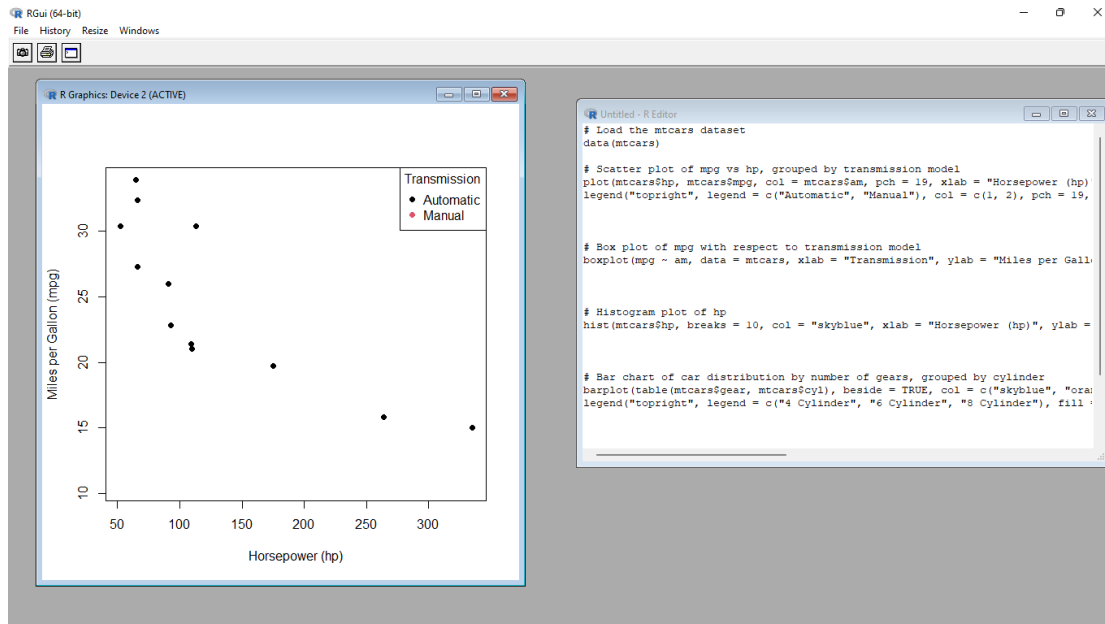 RGui (64-bit)
File History Resize Windows
R Graphics: Device 2 (ACTIVE)
Transmission
Automatic
Manual
30
25
20
15
10
Miles per Gallon (mpg)
50 100 150 200 250 300
Horsepower (hp)
Untitled - R Editor
# Load the mtcars dataset
data(mtcars)
# Scatter plot of mpg vs hp, grouped by transmission model
plot(mtcars$hp, mtcars$mpg, col = mtcars$am, pch = 19, xlab = "Horsepower (hp)"
legend("topright", legend = c("Automatic", "Manual"), col = c(1, 2), pch = 19,
# Box plot of mpg with respect to transmission model
boxplot(mpg ~ am, data = mtcars, xlab = "Transmission", ylab = "Miles per Gall
# Histogram plot of hp
hist(mtcars$hp, breaks = 10, col = "skyblue", xlab = "Horsepower (hp)", ylab =
# Bar chart of car distribution by number of gears, grouped by cylinder
barplot(table(mtcars$gear, mtcars$cyl), beside = TRUE, col = c("skyblue", "ora
legend("topright", legend = c("4 Cylinder", "6 Cylinder", "8 Cylinder"), fill =